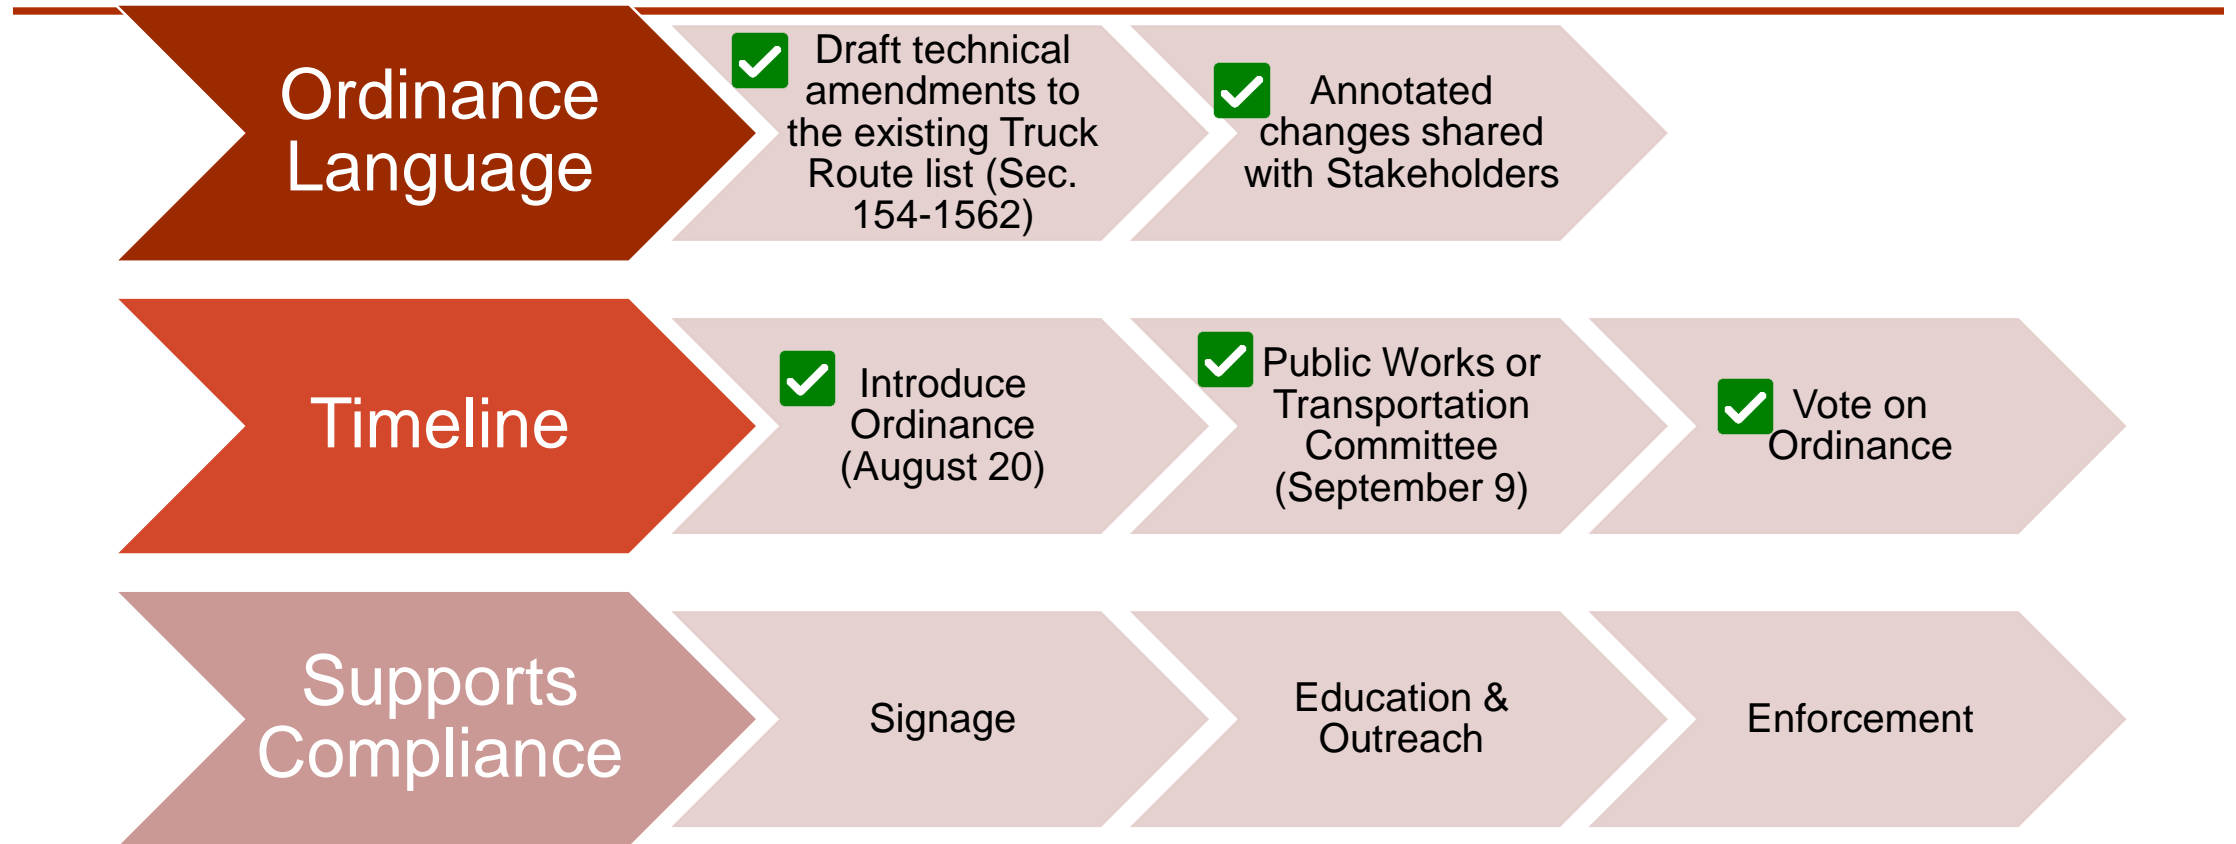 Ordinance
Language
Draft technical
amendments to
the existing Truck
Route list (Sec.
154-1562)
Annotated
changes shared
with Stakeholders
Timeline
Introduce
Ordinance
(August 20)
Public Works or
Transportation
Committee
(September 9)
Vote on
Ordinance
Supports
Compliance
Signage
Education &
Outreach
Enforcement